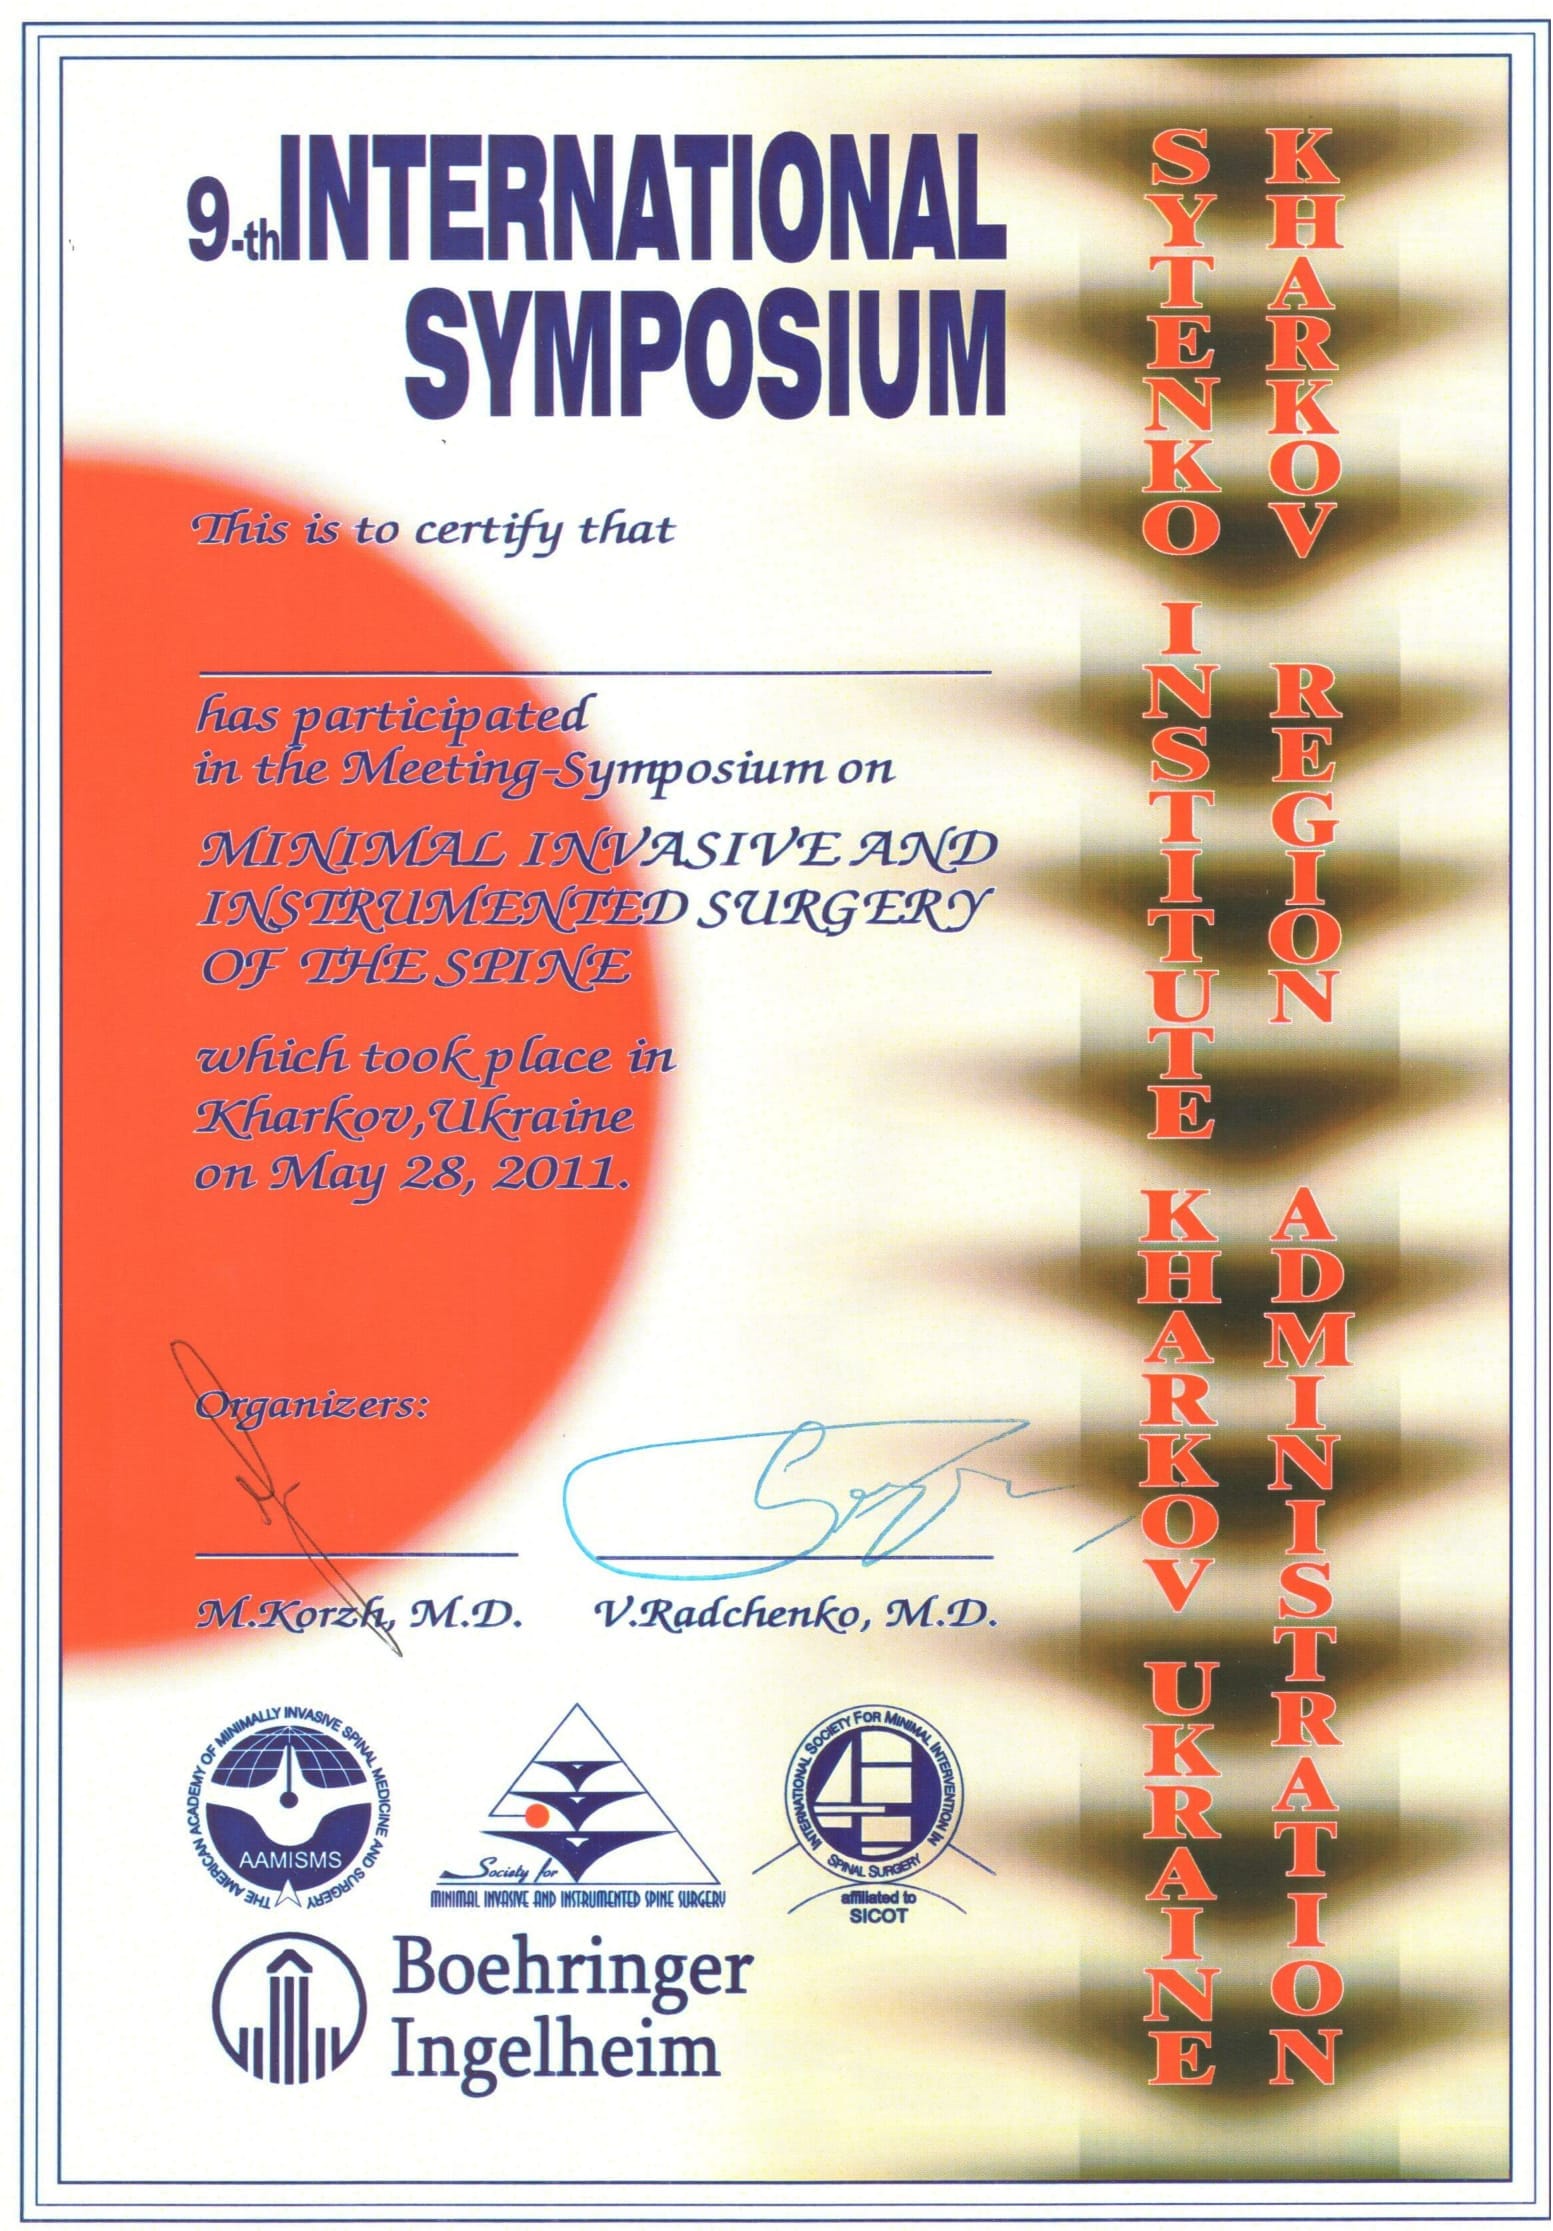 9-th INTERNATIONAL
SYMPOSIUM
This is to certify that
has participated
in the Meeting-Symposium on
MINIMAL INVASIVE AND
INSTRUMENTED SURGERY
OF THE SPINE
which took place in
Kharkov, Ukraine
on May 28, 2011.
Organizers:
M.Korzh, M.D.
V.Radchenko, M.D.
THE AMERICAN ACADEMY OF MINIMALLY INVASIVE SPINAL MEDICINE AND SURGERY
AAMISMS
Society for
MINIMAL INVASIVE AND INSTRUMENTED SPINE SURGERY
INTERNATIONAL SOCIETY FOR MINIMAL INTERVENTION IN
SPINAL SURGERY
affiliated to
SICOT
Boehringer
Ingelheim
SYTENKO INSTITUTE KHARKOV UKRAINE
KHARKOV REGION ADMINISTRATION